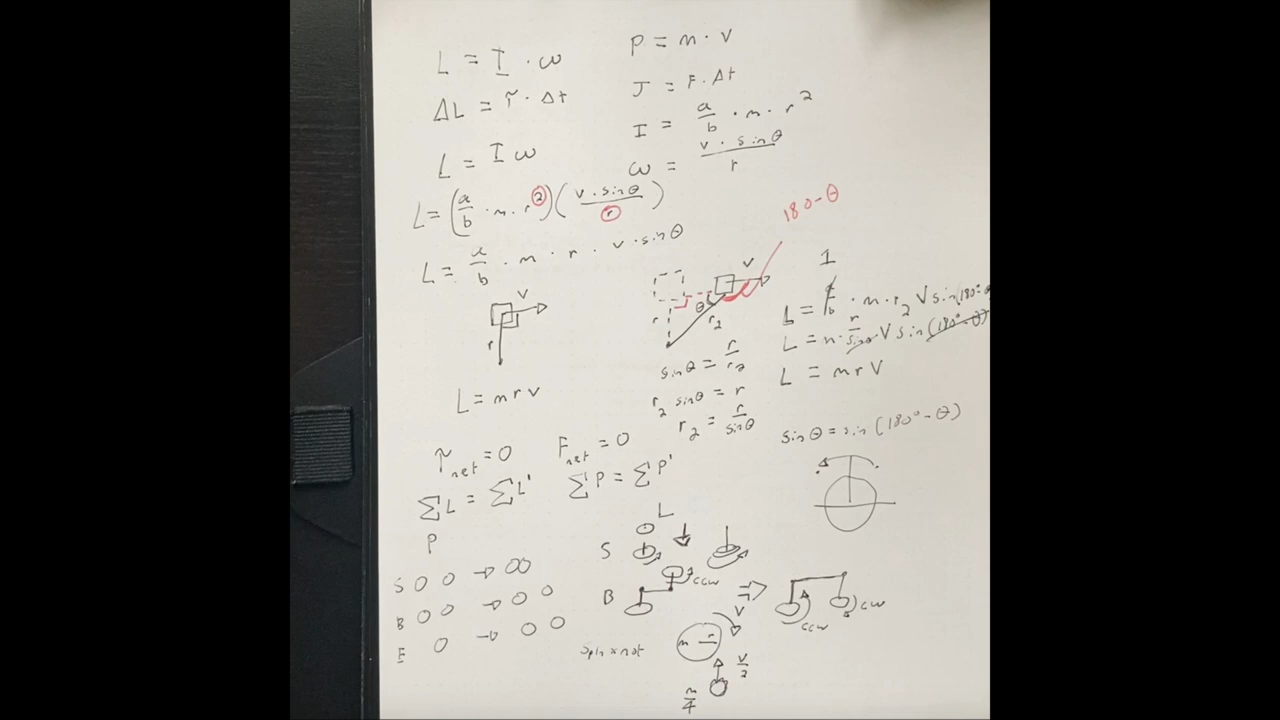 L = I · ω
P = m · v
ΔL = τ · Δt
J = F · Δt
I = a/b · m · r²
L = I ω
ω = v · sinθ / r
L = (a/b · m · r²)(v · sinθ / r)
180-θ
L = a/b · m · r · v · sinθ
v
r
v
r
θ
r₂
1
L = a/b · m · r₂ V sin(180°-θ
L = m · r/sinθ V sin(180°-θ)
L = m r V
sinθ = r/r₂
r₂ sinθ = r
r₂ = r/sinθ
L = m r v
sinθ = sin(180°-θ)
τnet = 0
Fnet = 0
ΣL = ΣL'
ΣP = ΣP'
P
L
S
S
B
B
E
CCW
CCW
CW
Spin × not
m r
V
V/2
m/4